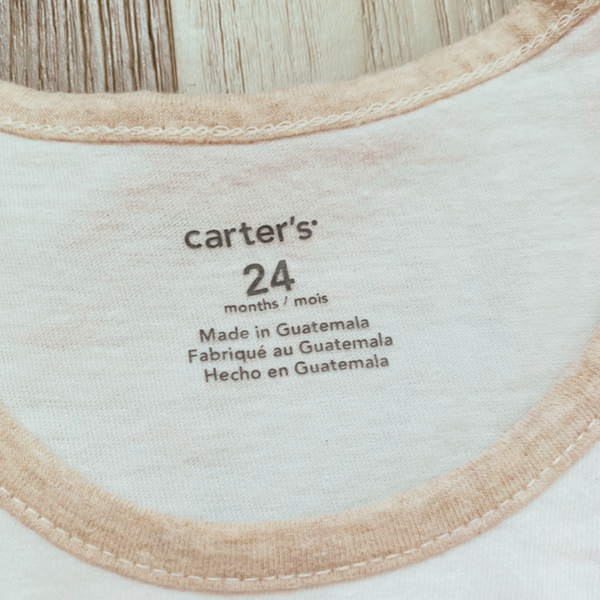 carter's
24
months / mois
Made in Guatemala
Fabriqué au Guatemala
Hecho en Guatemala